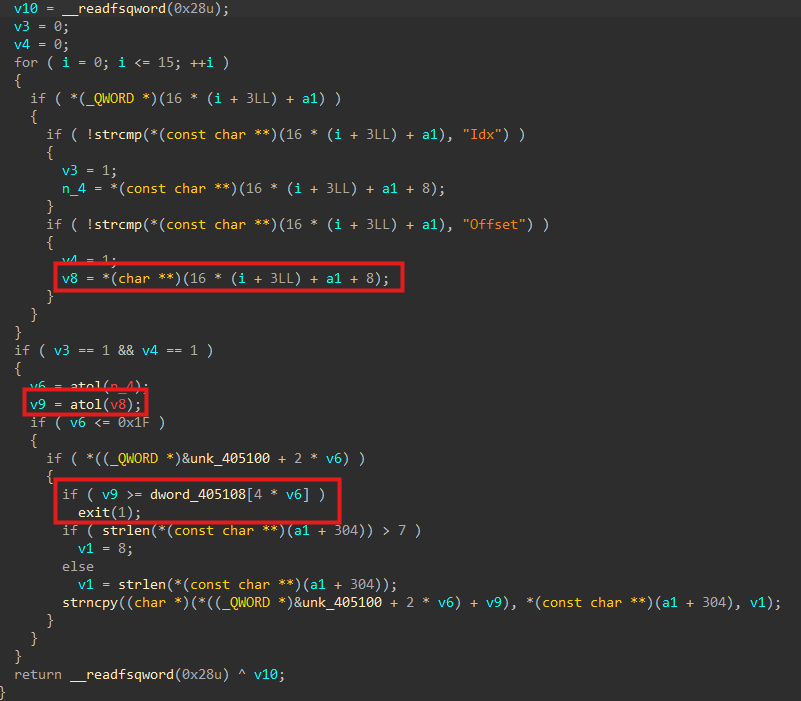 v10 = __readfsqword(0x28u);
v3 = 0;
v4 = 0;
for ( i = 0; i <= 15; ++i )
{
if ( *(_QWORD *)(16 * (i + 3LL) + a1) )
{
if ( !strcmp(*(const char **)(16 * (i + 3LL) + a1), "Idx") )
{
v3 = 1;
n_4 = *(const char **)(16 * (i + 3LL) + a1 + 8);
}
if ( !strcmp(*(const char **)(16 * (i + 3LL) + a1), "Offset") )
{
v4 = 1;
v8 = *(char **)(16 * (i + 3LL) + a1 + 8);
}
}
}
if ( v3 == 1 && v4 == 1 )
{
v6 = atol(n_4);
v9 = atol(v8);
if ( v6 <= 0x1F )
{
if ( *((_QWORD *)&unk_405100 + 2 * v6) )
{
if ( v9 >= dword_405108[4 * v6] )
exit(1);
if ( strlen(*(const char **)(a1 + 304)) > 7 )
v1 = 8;
else
v1 = strlen(*(const char **)(a1 + 304));
strncpy((char *)(*((_QWORD *)&unk_405100 + 2 * v6) + v9), *(const char **)(a1 + 304), v1);
}
}
}
return __readfsqword(0x28u) ^ v10;
}